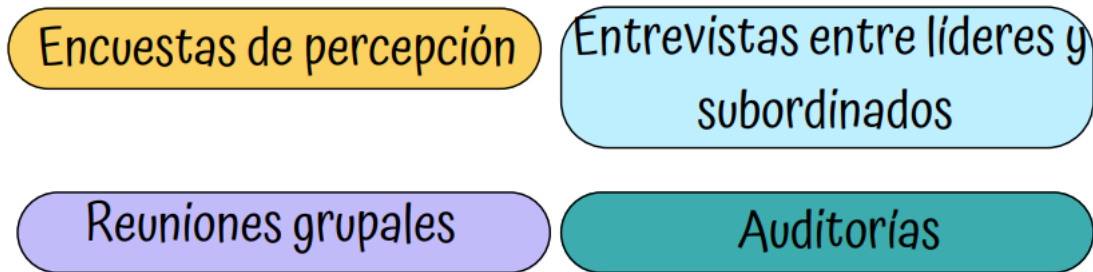 Encuestas de percepción
Entrevistas entre líderes y
subordinados
Reuniones grupales
Auditorías